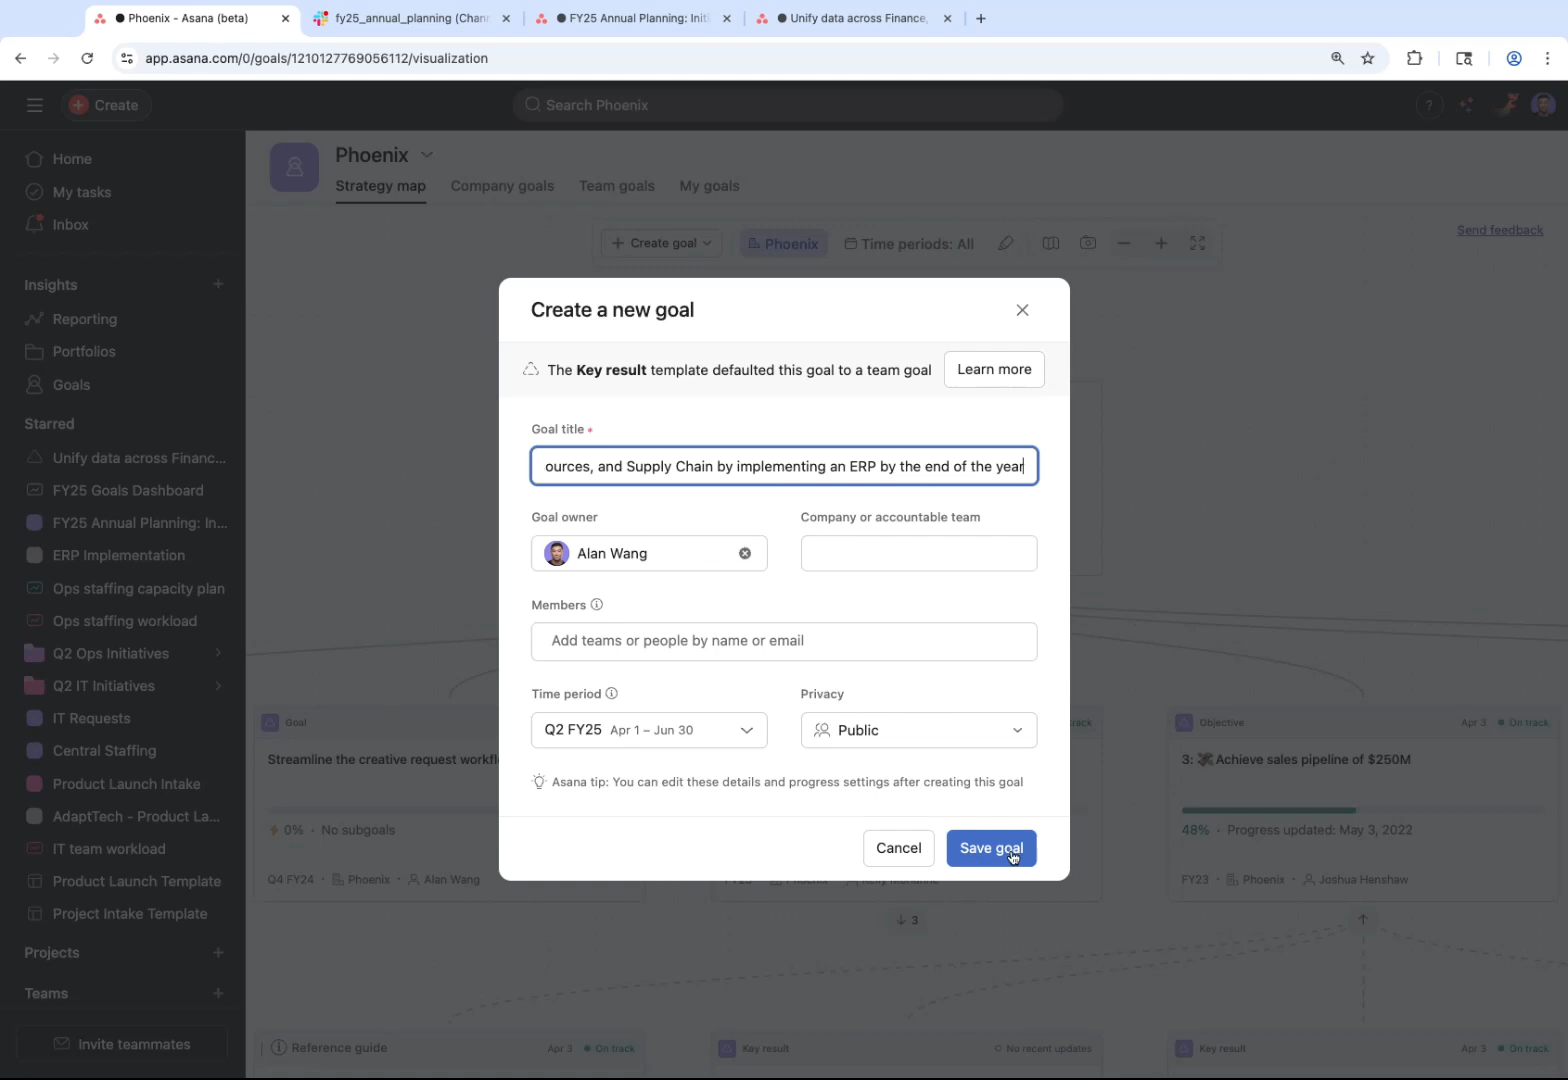 Phoenix - Asana (beta)
fy25_annual_planning (Chann
FY25 Annual Planning: Initi
Unify data across Finance,
app.asana.com/0/goals/1210127769056112/visualization
Create
Search Phoenix
?
Home
My tasks
Inbox
Insights
Reporting
Portfolios
Goals
Starred
Unify data across Financ...
FY25 Goals Dashboard
FY25 Annual Planning: In...
ERP Implementation
Ops staffing capacity plan
Ops staffing workload
Q2 Ops Initiatives
Q2 IT Initiatives
IT Requests
Central Staffing
Product Launch Intake
AdaptTech - Product La...
IT team workload
Product Launch Template
Project Intake Template
Projects
Teams
Invite teammates
Phoenix
Strategy map Company goals Team goals My goals
Create goal Phoenix Time periods: All
Send feedback
Create a new goal
The Key result template defaulted this goal to a team goal Learn more
Goal title *
ources, and Supply Chain by implementing an ERP by the end of the year
Goal owner Company or accountable team
Alan Wang
Members
Add teams or people by name or email
Time period Privacy
Q2 FY25 Apr 1 – Jun 30 Public
Asana tip: You can edit these details and progress settings after creating this goal
Cancel Save goal
Goal
Streamline the creative request workfl
0% · No subgoals
Q4 FY24 · Phoenix · Alan Wang
track
3
Objective Apr 3 On track
3: Achieve sales pipeline of $250M
48% · Progress updated: May 3, 2022
FY23 · Phoenix · Joshua Henshaw
Reference guide Apr 3 On track
Key result No recent updates
Key result Apr 3 On track